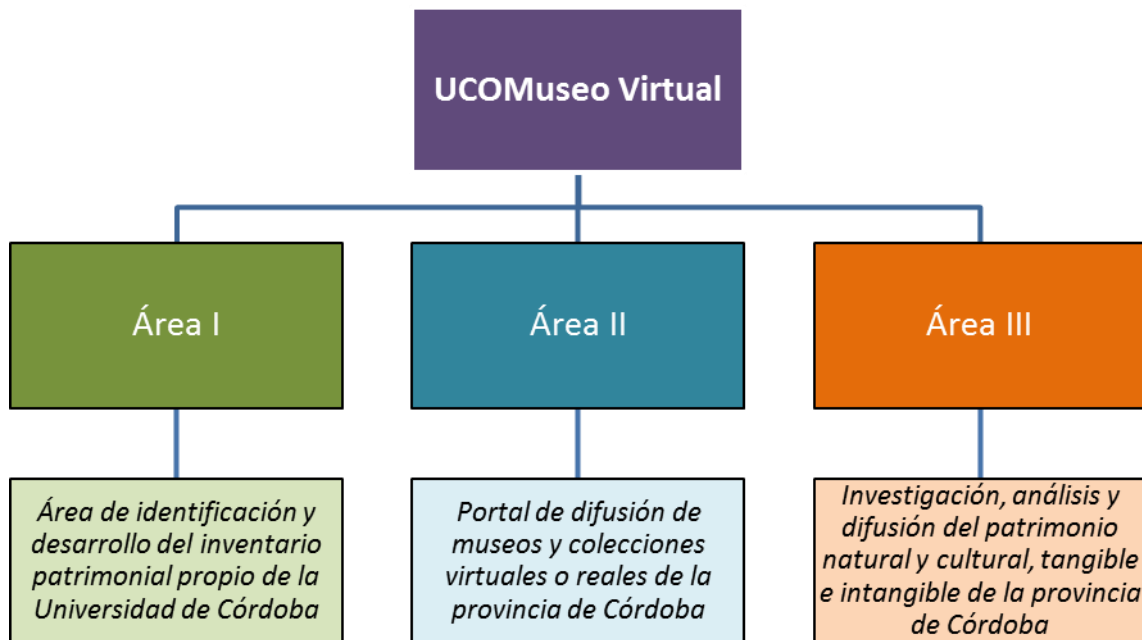 UCOMuseo Virtual
Área I
Área II
Área III
Área de identificación y
desarrollo del inventario
patrimonial propio de la
Universidad de Córdoba
Portal de difusión de
museos y colecciones
virtuales o reales de la
provincia de Córdoba
Investigación, análisis y
difusión del patrimonio
natural y cultural, tangible
e intangible de la provincia
de Córdoba